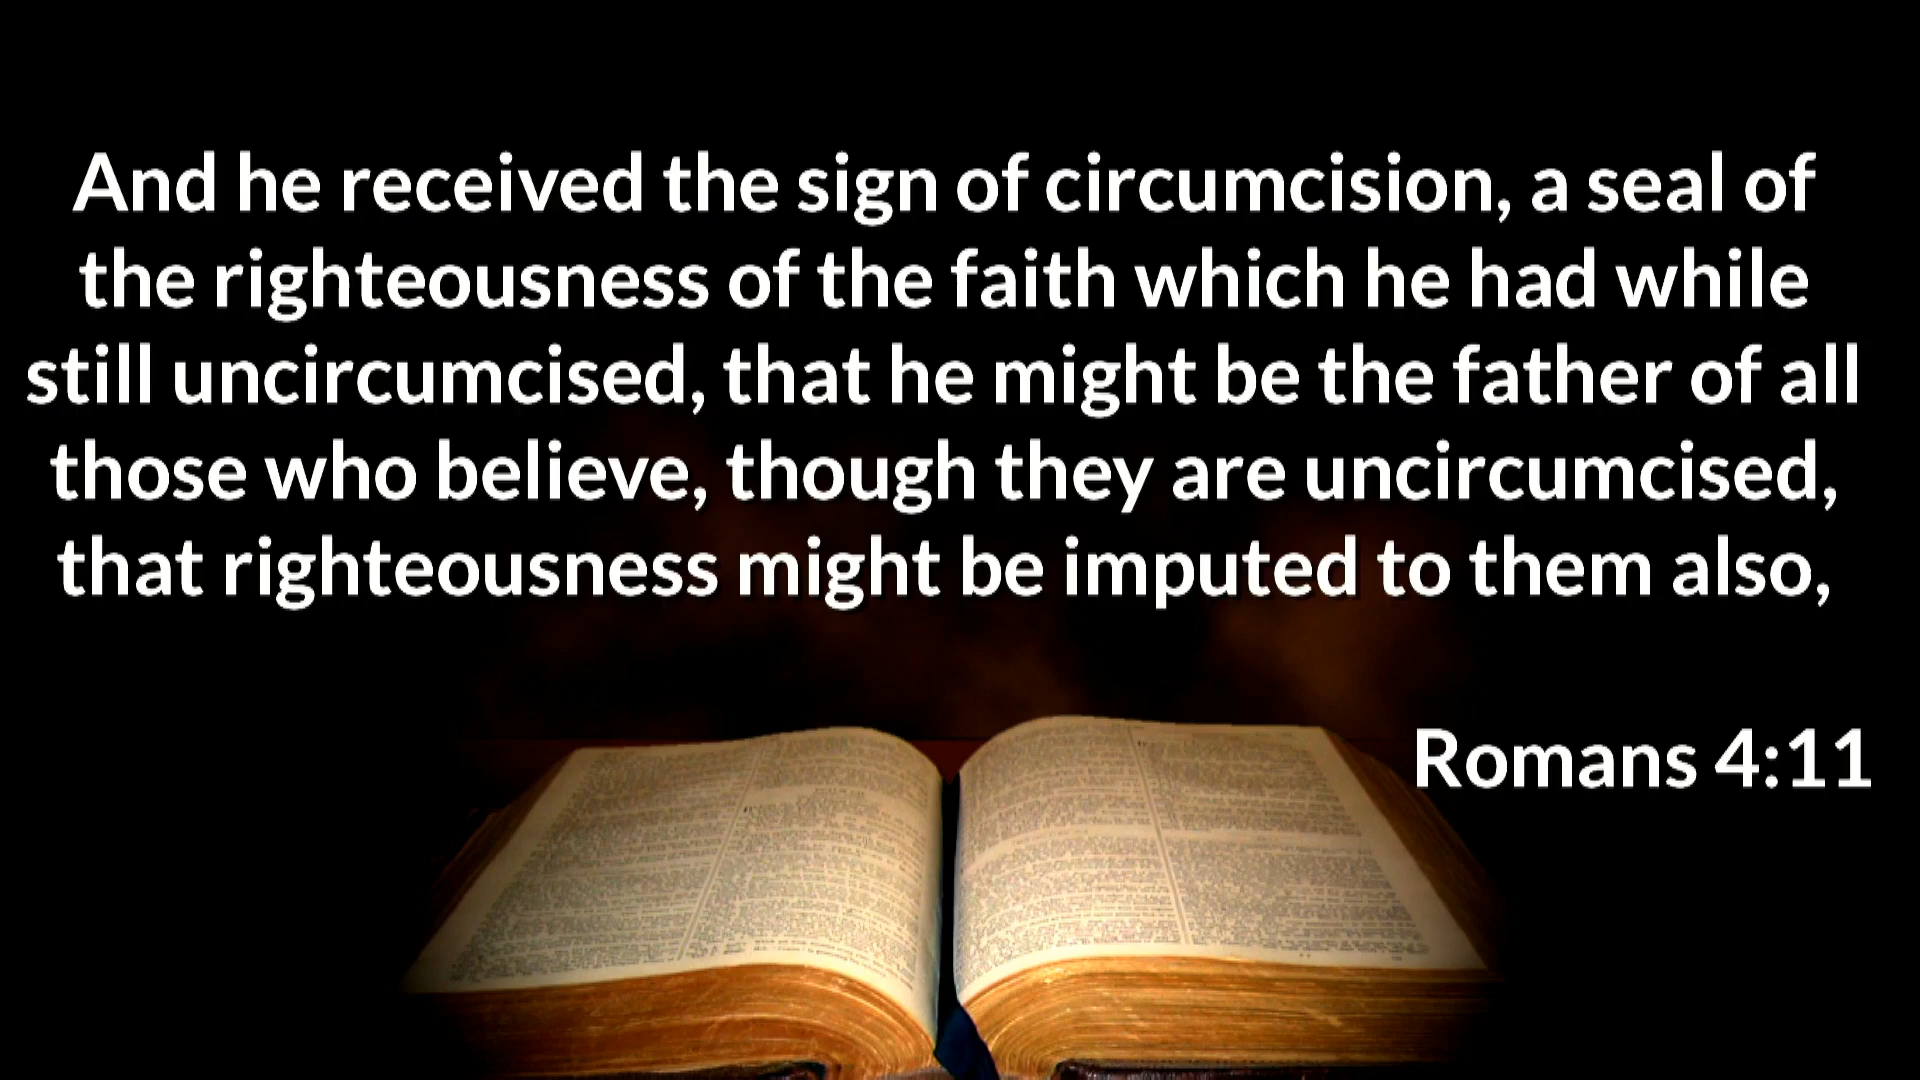 And he received the sign of circumcision, a seal of
the righteousness of the faith which he had while
still uncircumcised, that he might be the father of all
those who believe, though they are uncircumcised,
that righteousness might be imputed to them also,
Romans 4:11